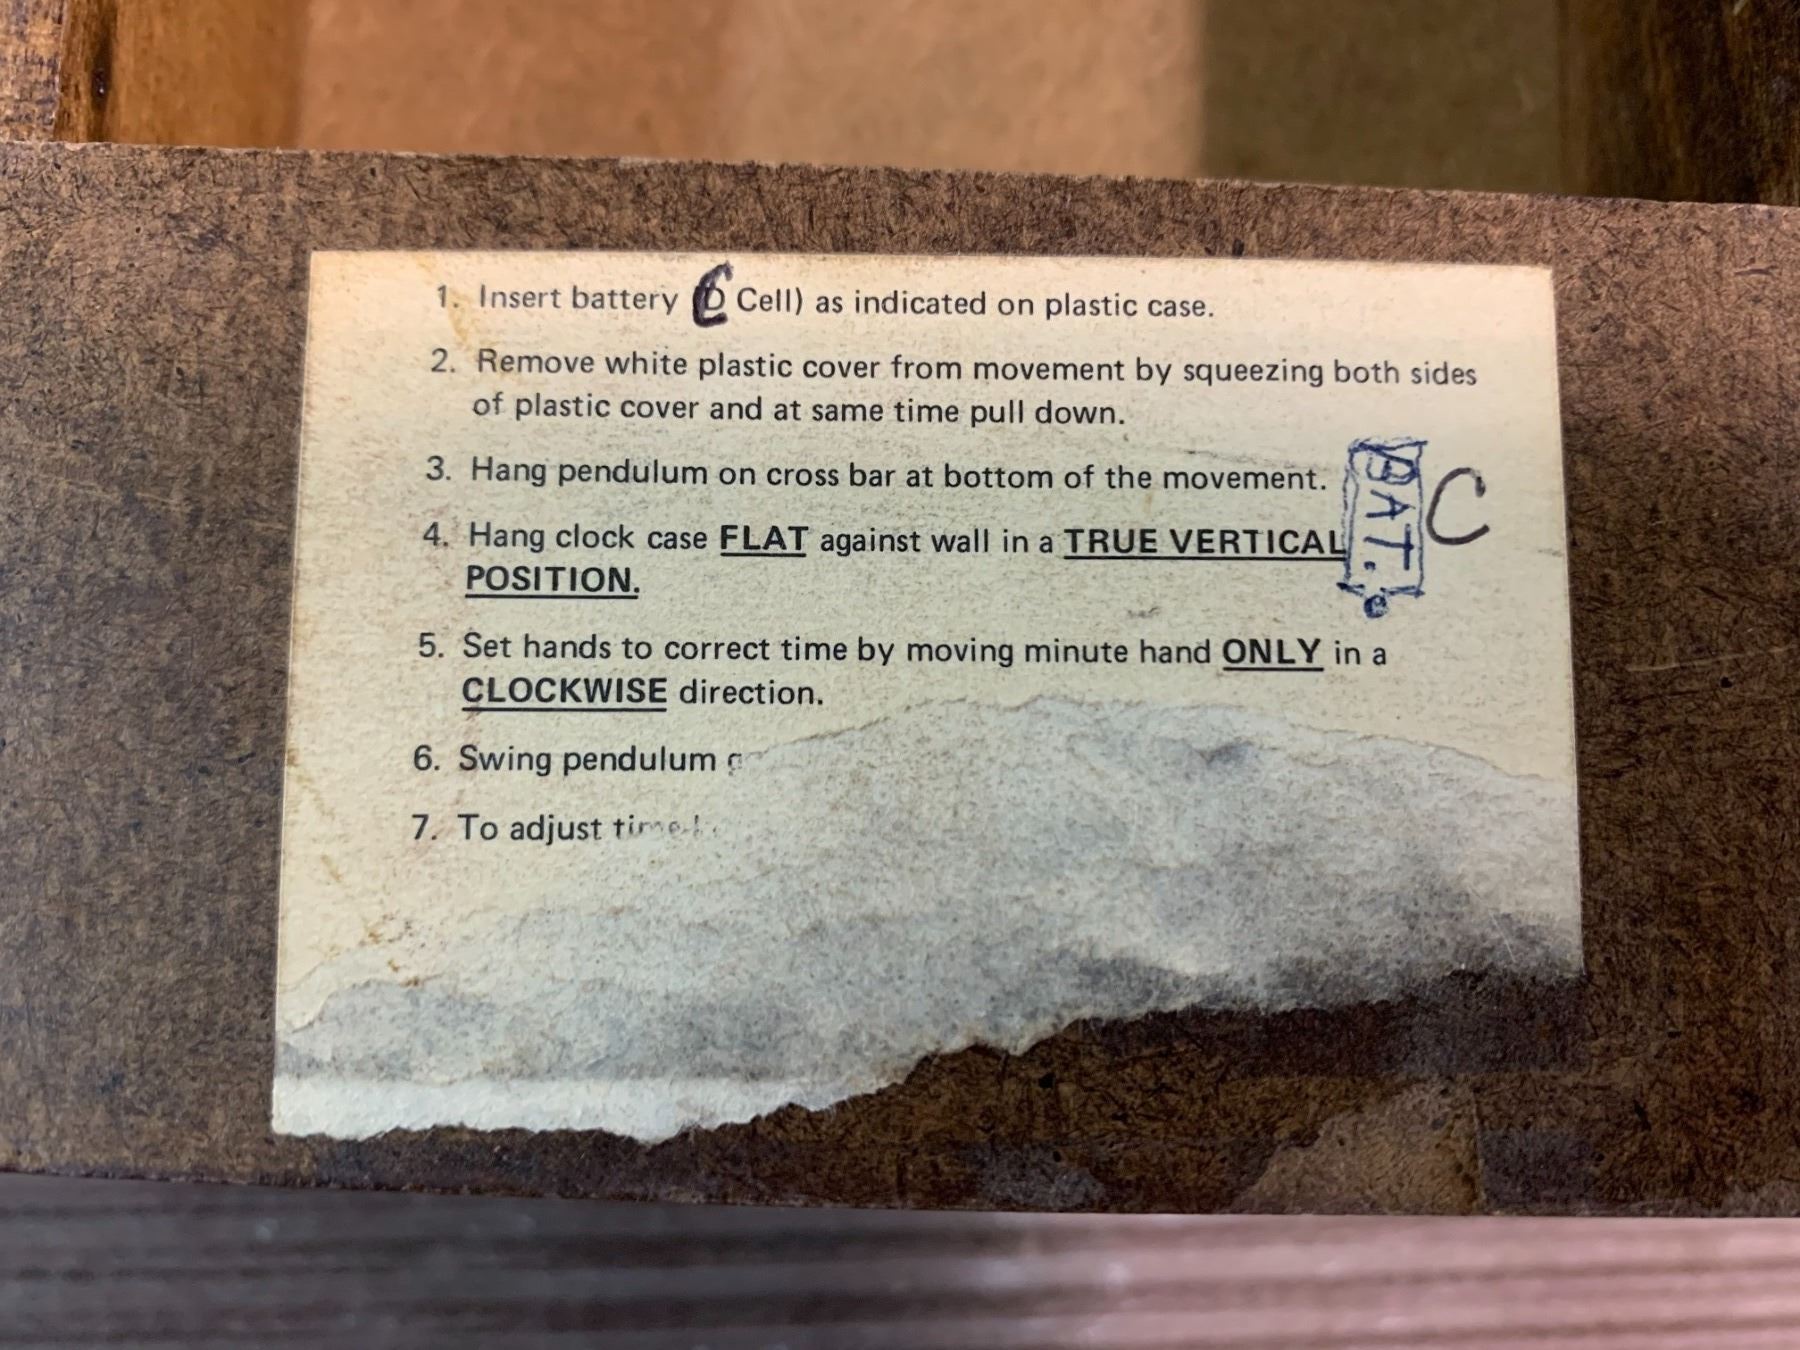 1. Insert battery (C Cell) as indicated on plastic case.
2. Remove white plastic cover from movement by squeezing both sides
of plastic cover and at same time pull down.
3. Hang pendulum on cross bar at bottom of the movement.
BAT.
C
4. Hang clock case FLAT against wall in a TRUE VERTICAL
POSITION.
5. Set hands to correct time by moving minute hand ONLY in a
CLOCKWISE direction.
6. Swing pendulum
7. To adjust